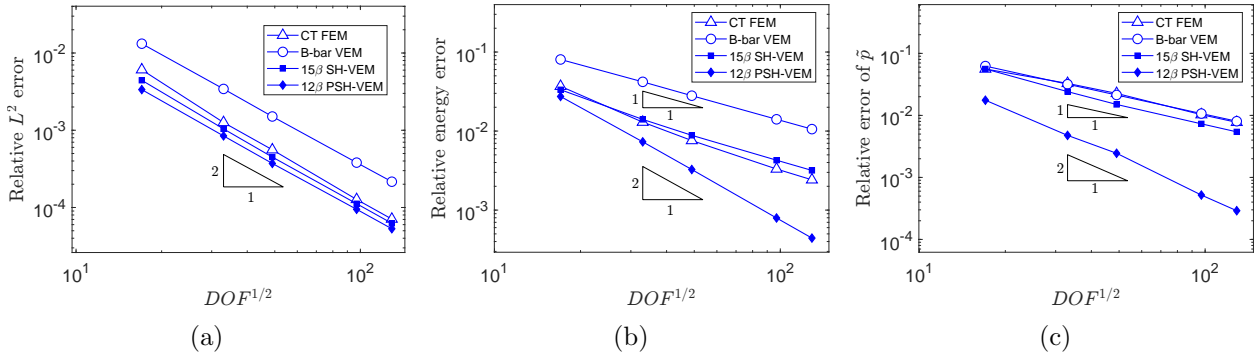 10^-2
10^-3
10^-4
10^1
10^2
Relative L^2 error
DOF^1/2
CT FEM
B-bar VEM
15β SH-VEM
12β PSH-VEM
2
1
(a)
10^-1
10^-2
10^-3
10^1
10^2
Relative energy error
DOF^1/2
CT FEM
B-bar VEM
15β SH-VEM
12β PSH-VEM
1
1
2
1
(b)
10^-1
10^-2
10^-3
10^-4
10^1
10^2
Relative error of p̃
DOF^1/2
CT FEM
B-bar VEM
15β SH-VEM
12β PSH-VEM
1
1
2
1
(c)